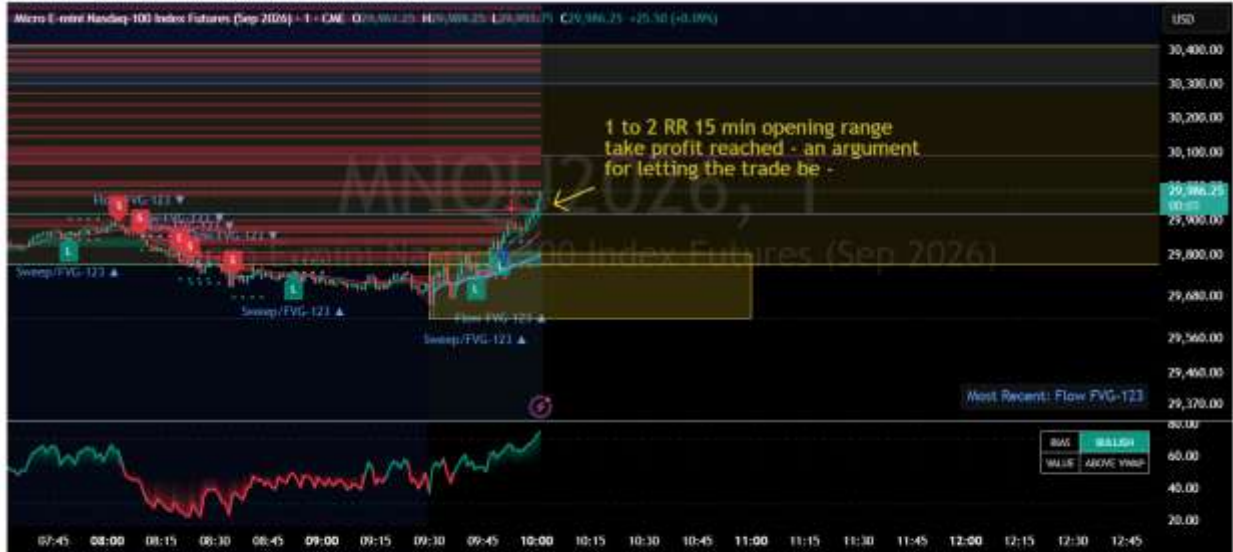 Micro E-mini Nasdaq-100 Index Futures (Sep 2026) · 1 · CME
C29,986.25 +25.50 (+0.09%)
USD
30,400.00
30,300.00
30,200.00
30,100.00
29,986.25
29,900.00
29,800.00
29,680.00
29,560.00
29,460.00
29,370.00
1 to 2 RR 15 min opening range
take profit reached - an argument
for letting the trade be -
MNQU2026, 1
Nasdaq-100 Index Futures (Sep 2026)
Sweep/FVG-123 ▲
Sweep/FVG-123 ▲
Flow FVG-123 ▲
Sweep/FVG-123 ▲
Most Recent: Flow FVG-123
80.00
60.00
40.00
20.00
BIAS BULLISH
VALUE ABOVE VWAP
07:45 08:00 08:15 08:30 08:45 09:00 09:15 09:30 09:45 10:00 10:15 10:30 10:45 11:00 11:15 11:30 11:45 12:00 12:15 12:30 12:45